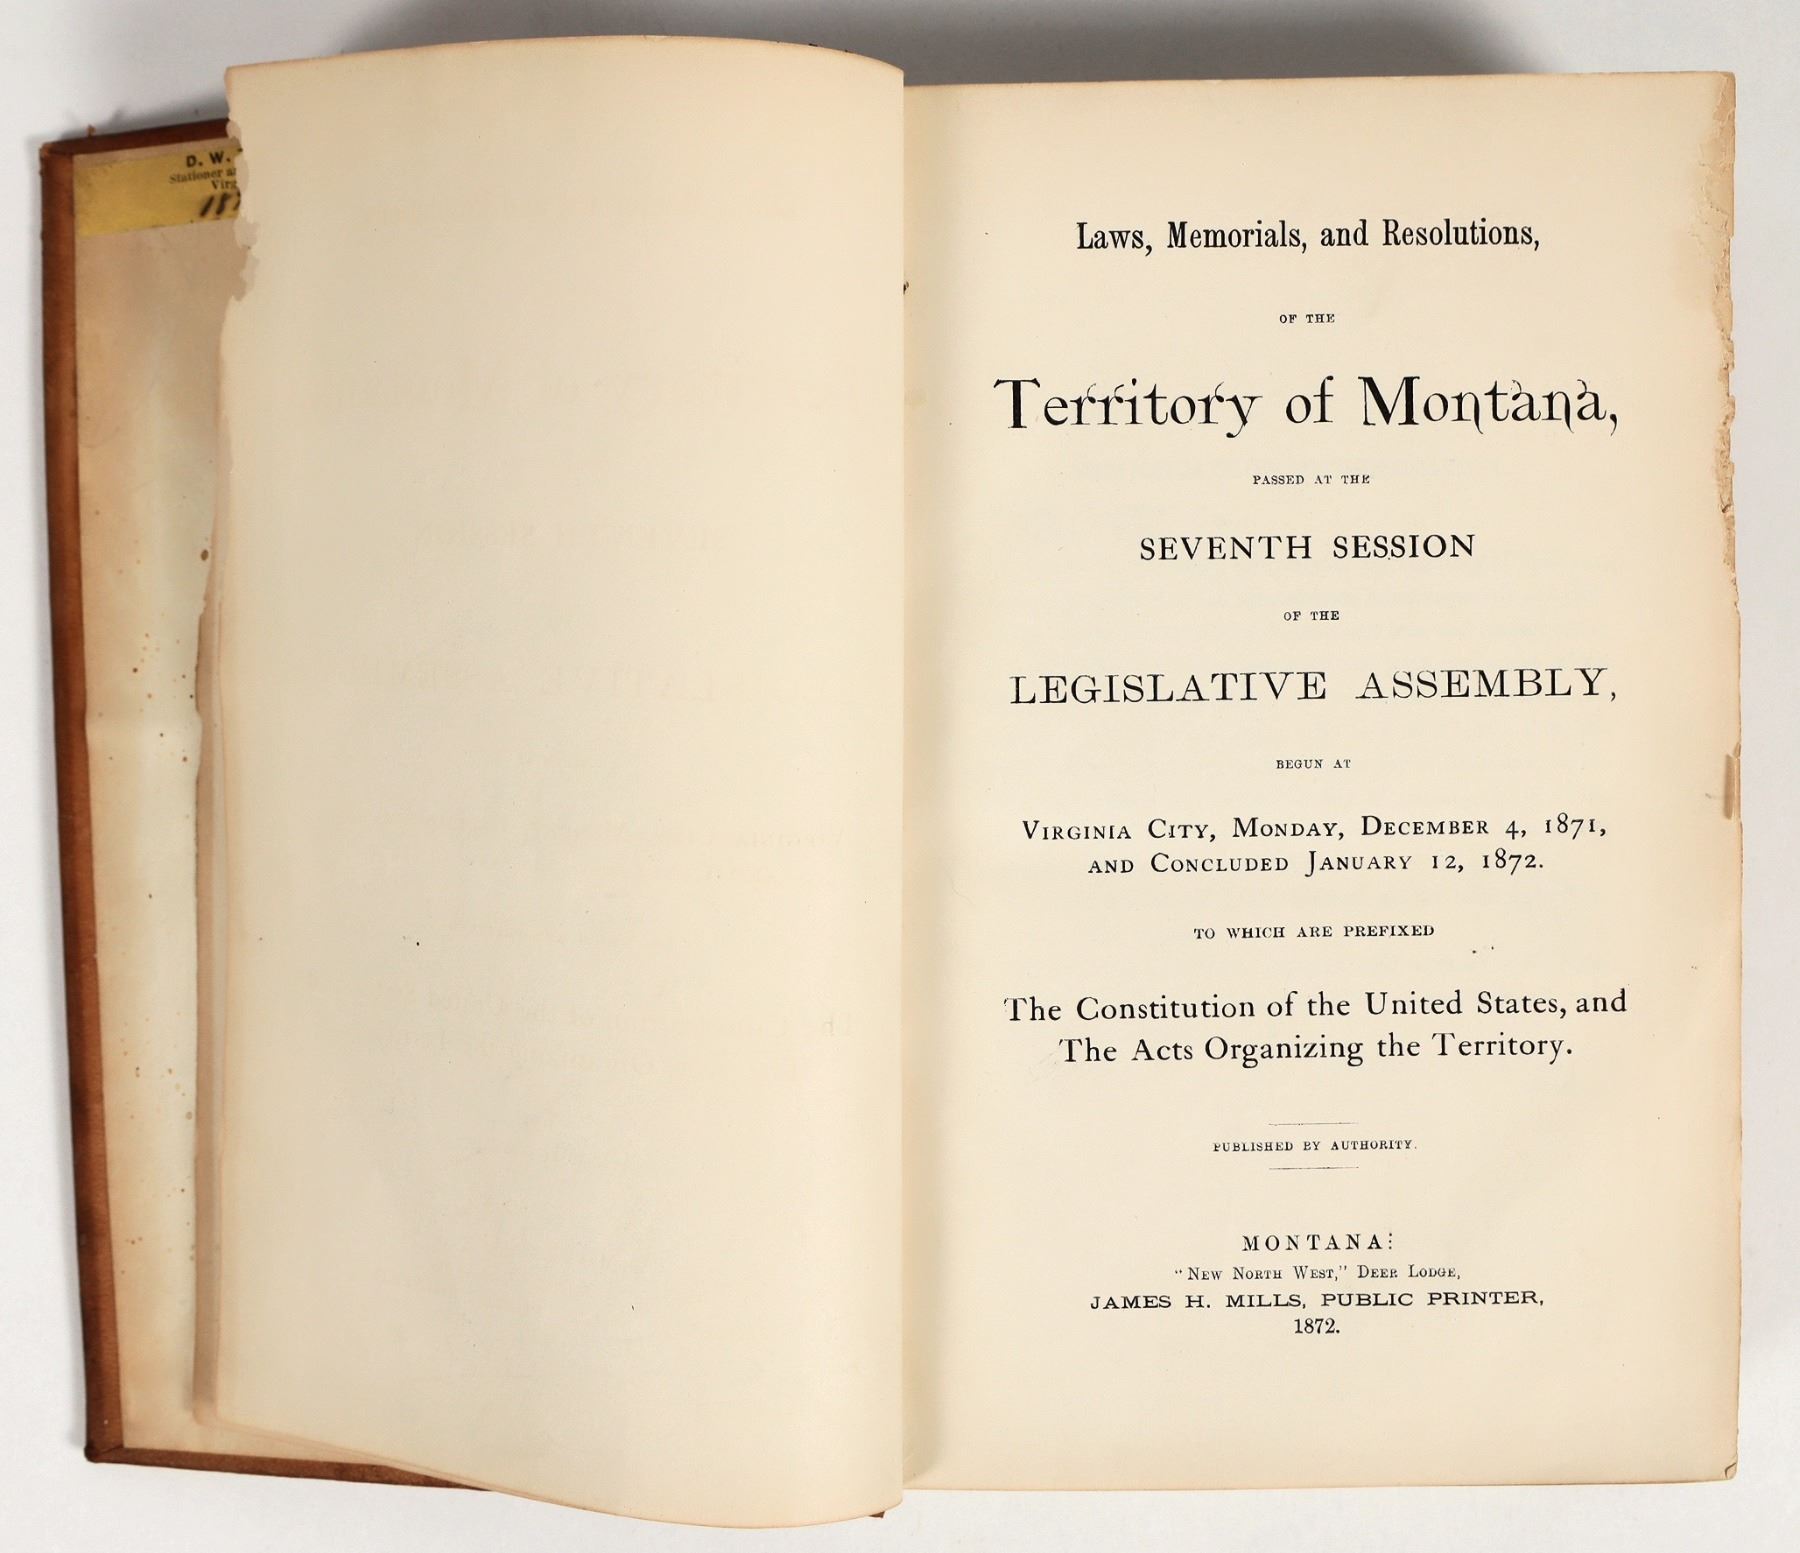 D. W.
Stationer
Virg
187
Laws, Memorials, and Resolutions,
OF THE
Territory of Montana,
PASSED AT THE
SEVENTH SESSION
OF THE
LEGISLATIVE ASSEMBLY,
BEGUN AT
VIRGINIA CITY, MONDAY, DECEMBER 4, 1871,
AND CONCLUDED JANUARY 12, 1872.
TO WHICH ARE PREFIXED
The Constitution of the United States, and
The Acts Organizing the Territory.
PUBLISHED BY AUTHORITY.
MONTANA:
"NEW NORTH WEST," DEER LODGE,
JAMES H. MILLS, PUBLIC PRINTER,
1872.